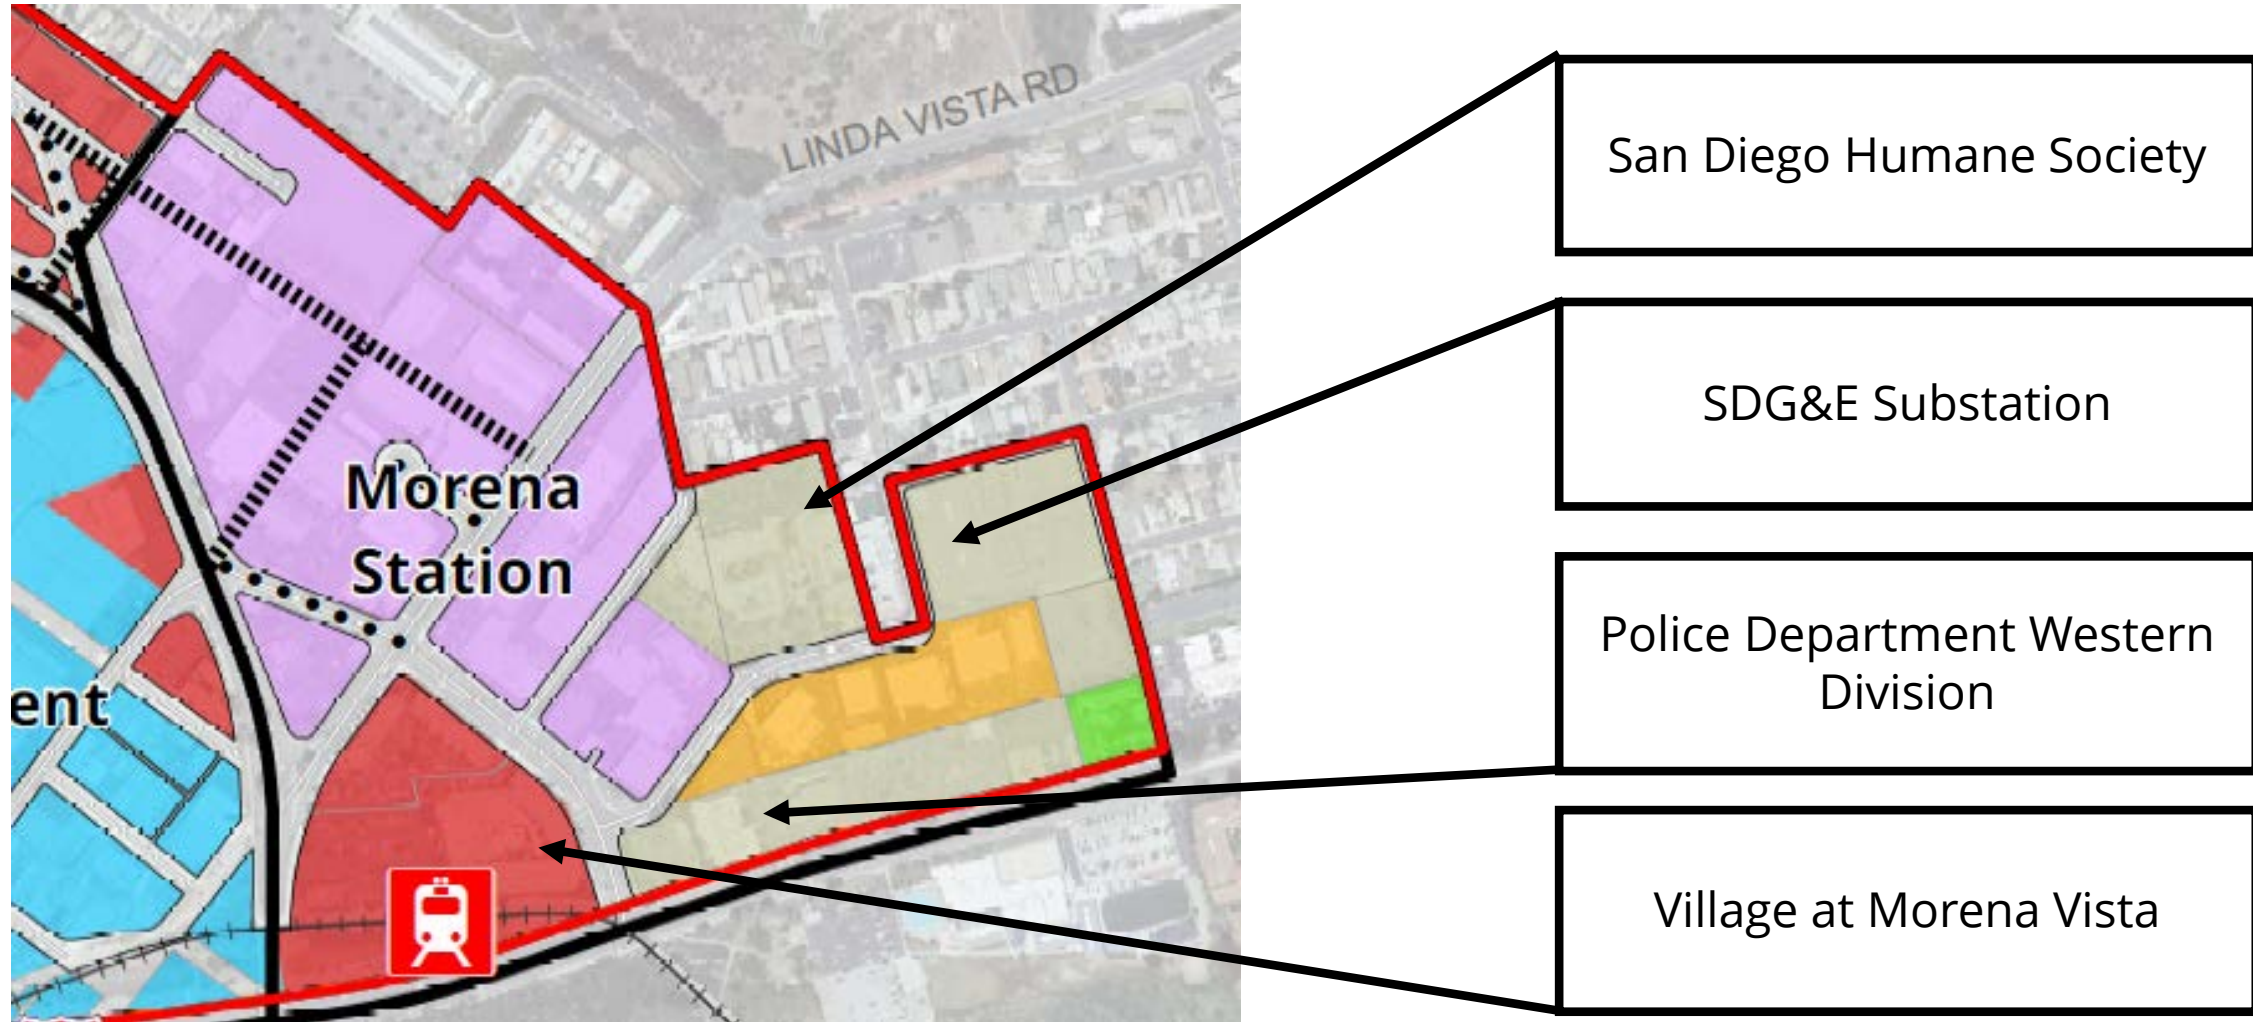 LINDA VISTA RD
Morena
Station
ent
San Diego Humane Society
SDG&E Substation
Police Department Western
Division
Village at Morena Vista